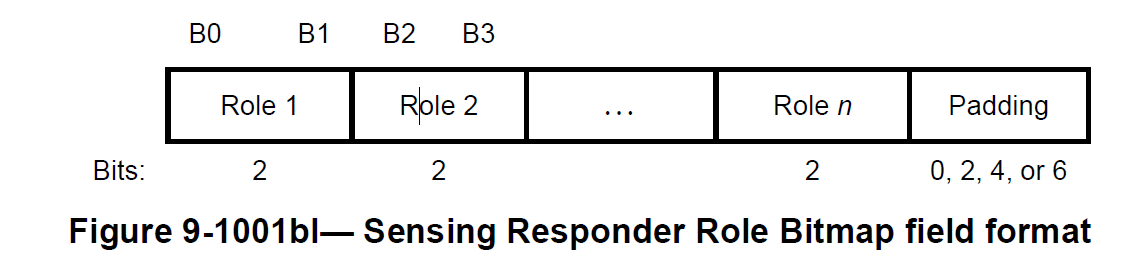 B0 B1 B2 B3
Role 1 Role 2 ... Role n Padding
Bits: 2 2 2 0, 2, 4, or 6
Figure 9-1001bl— Sensing Responder Role Bitmap field format